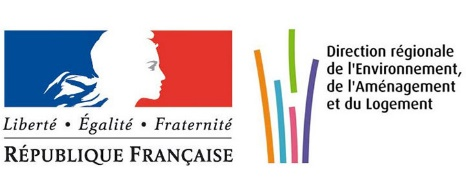 Liberté • Égalité • Fraternité
RÉPUBLIQUE FRANÇAISE
Direction régionale
de l'Environnement,
de l'Aménagement
et du Logement